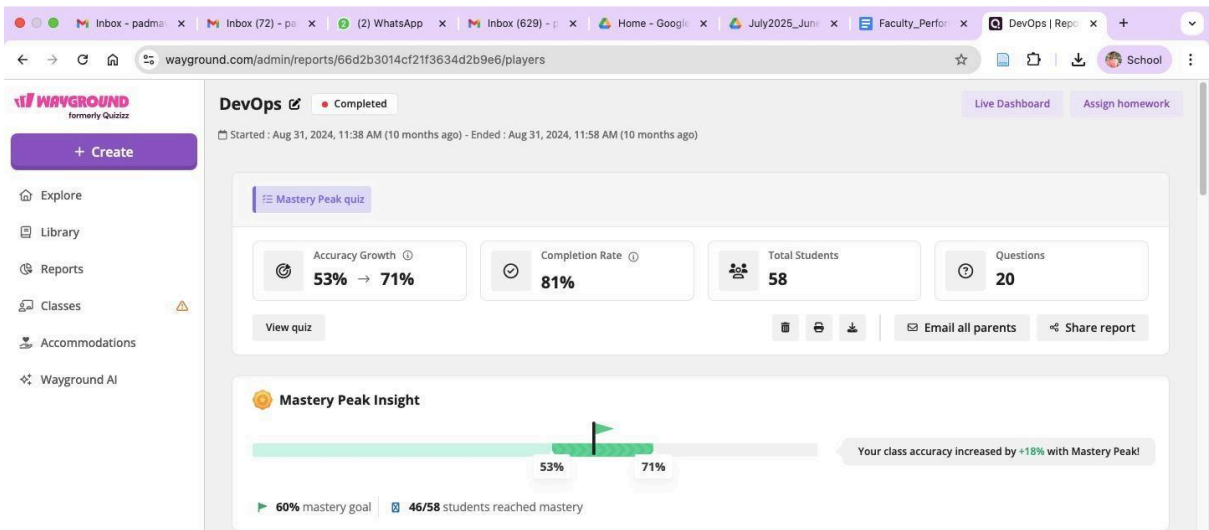 Inbox - padma
Inbox (72) - pa
(2) WhatsApp
Inbox (629) - p
Home - Google
July2025_June
Faculty_Perfor
DevOps | Repo
wayground.com/admin/reports/66d2b3014cf21f3634d2b9e6/players
School
WAYGROUND
formerly Quizizz
+ Create
Explore
Library
Reports
Classes
Accommodations
Wayground AI
DevOps
Completed
Live Dashboard
Assign homework
Started : Aug 31, 2024, 11:38 AM (10 months ago) - Ended : Aug 31, 2024, 11:58 AM (10 months ago)
Mastery Peak quiz
Accuracy Growth
53% → 71%
Completion Rate
81%
Total Students
58
Questions
20
View quiz
Email all parents
Share report
Mastery Peak Insight
53%
71%
Your class accuracy increased by +18% with Mastery Peak!
60% mastery goal
46/58 students reached mastery